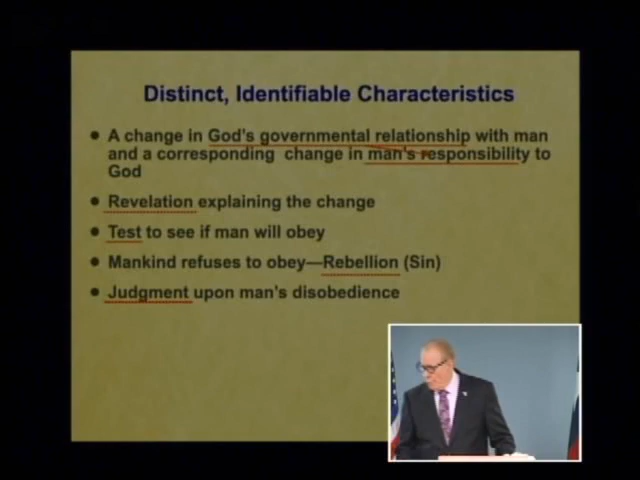 Distinct, Identifiable Characteristics
• A change in God's governmental relationship with man
and a corresponding change in man's responsibility to
God
• Revelation explaining the change
• Test to see if man will obey
• Mankind refuses to obey—Rebellion (Sin)
• Judgment upon man's disobedience